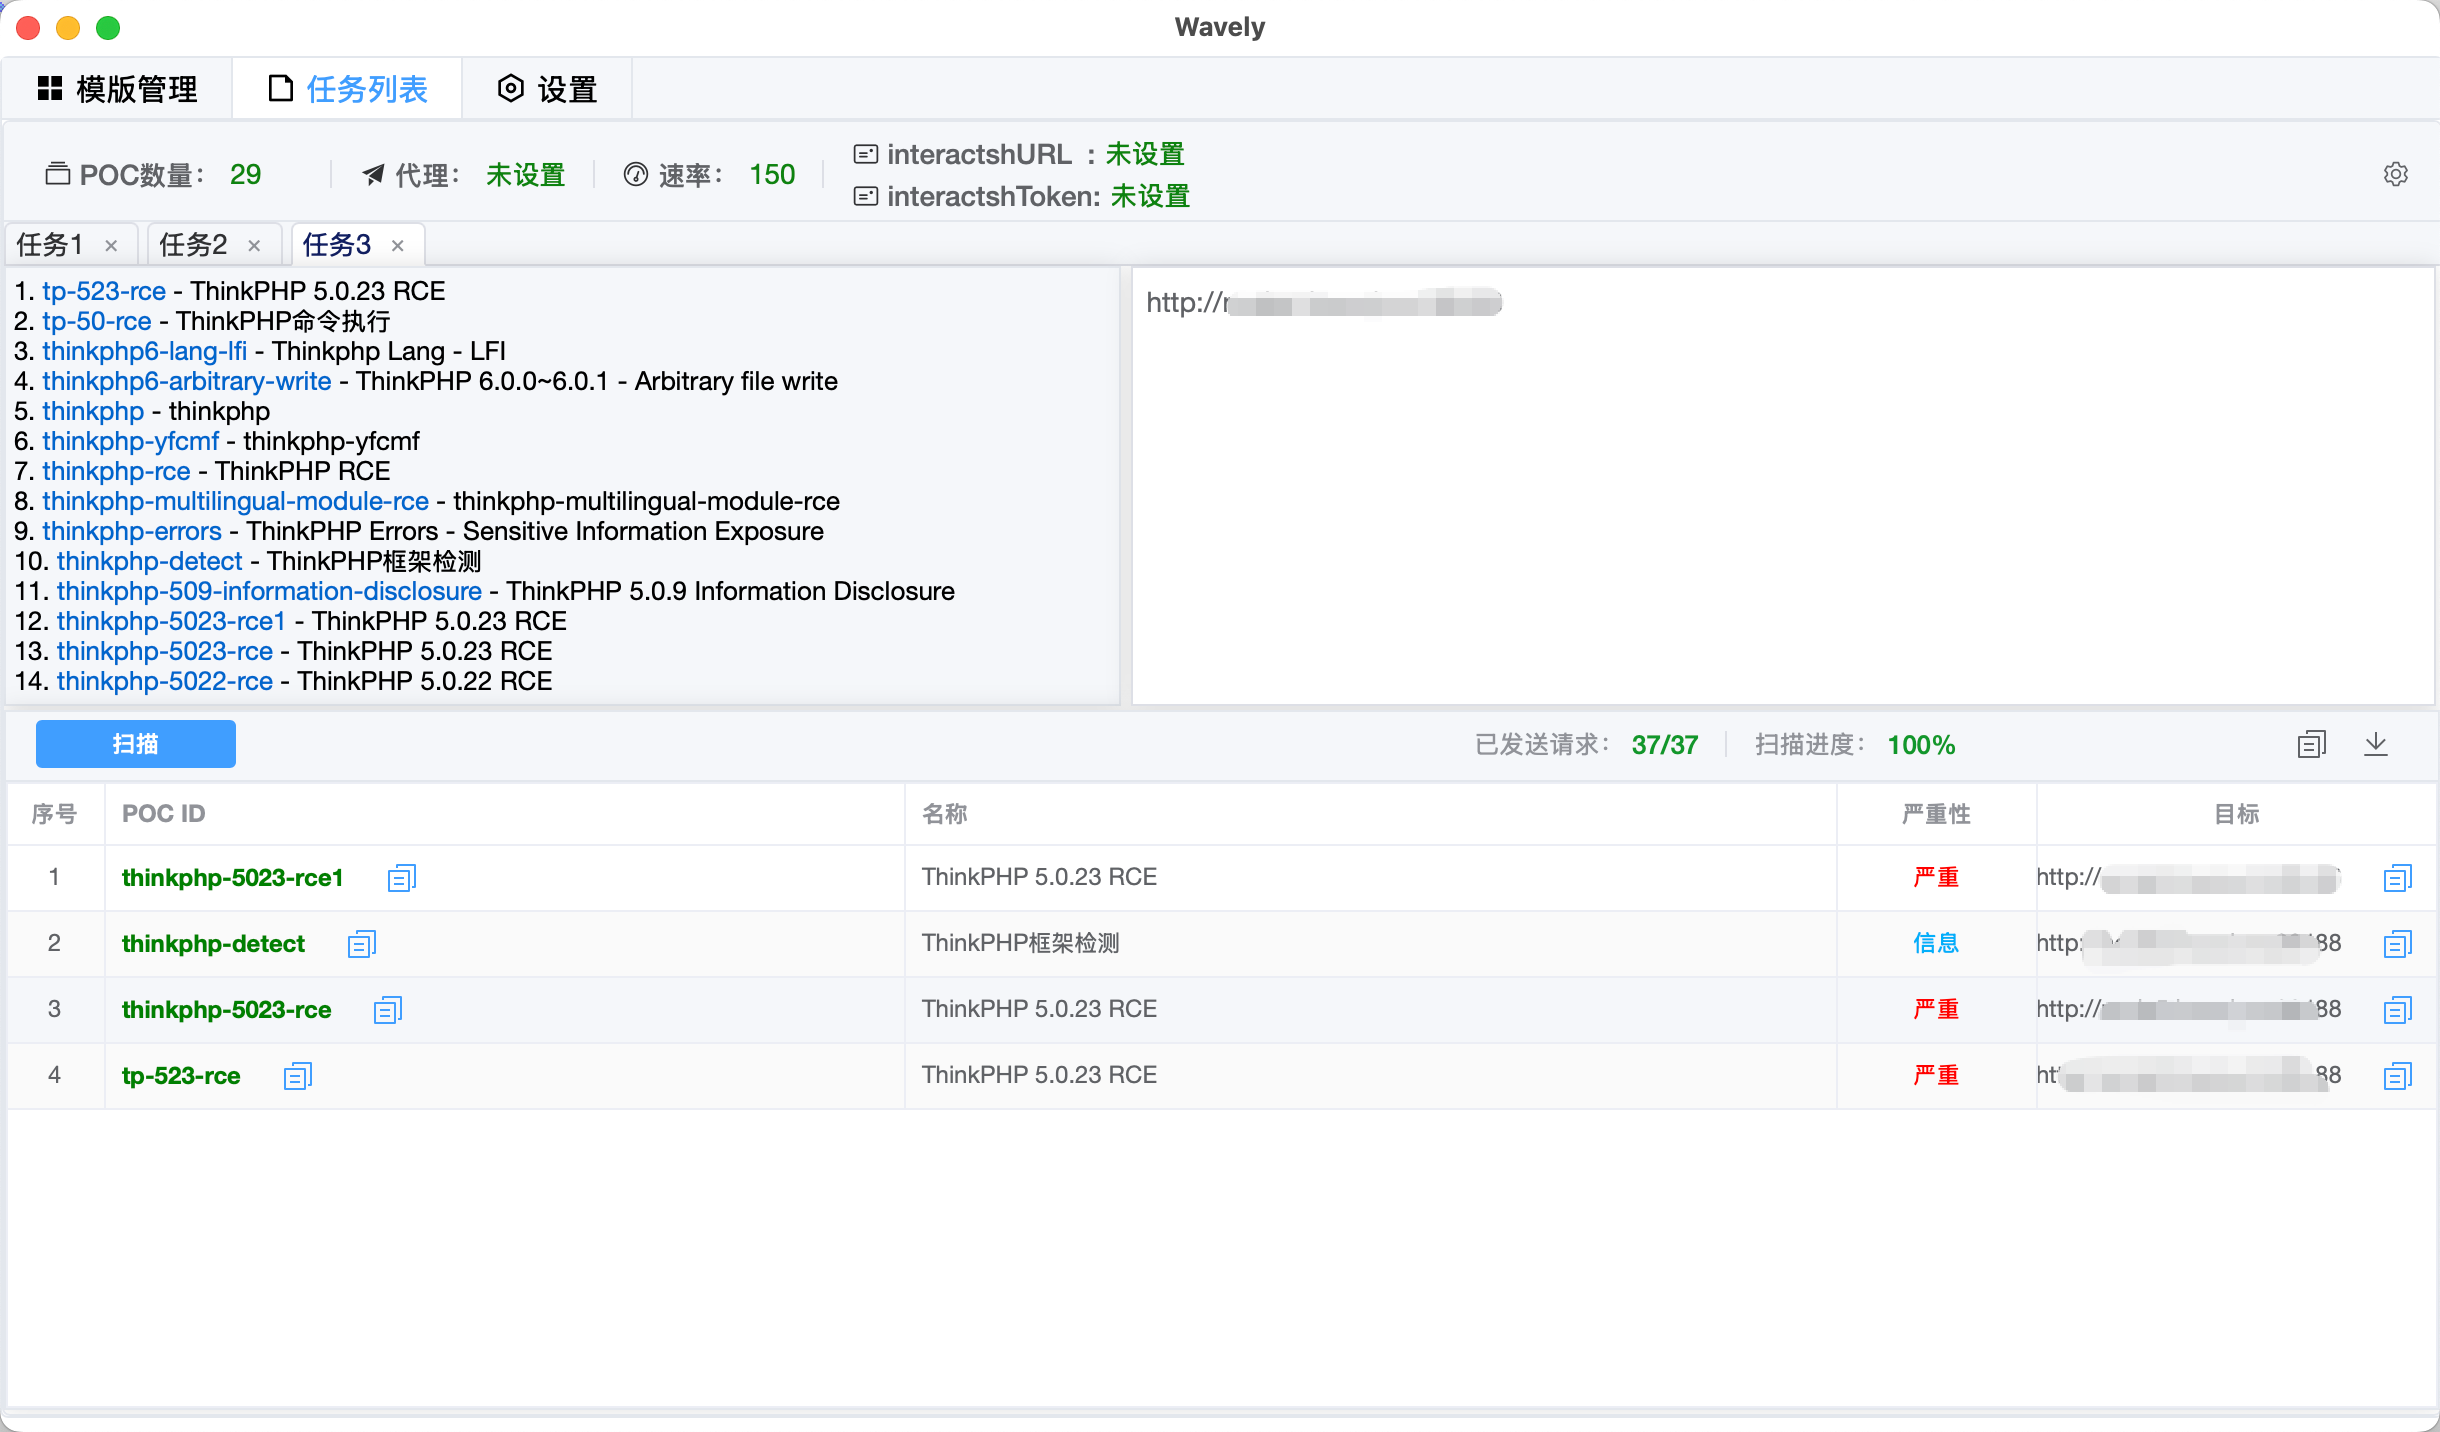 Wavely
模版管理 任务列表 设置
POC数量： 29 代理： 未设置 速率： 150
interactshURL ：未设置
interactshToken: 未设置
任务1 × 任务2 × 任务3 ×
1. tp-523-rce - ThinkPHP 5.0.23 RCE
2. tp-50-rce - ThinkPHP命令执行
3. thinkphp6-lang-lfi - Thinkphp Lang - LFI
4. thinkphp6-arbitrary-write - ThinkPHP 6.0.0~6.0.1 - Arbitrary file write
5. thinkphp - thinkphp
6. thinkphp-yfcmf - thinkphp-yfcmf
7. thinkphp-rce - ThinkPHP RCE
8. thinkphp-multilingual-module-rce - thinkphp-multilingual-module-rce
9. thinkphp-errors - ThinkPHP Errors - Sensitive Information Exposure
10. thinkphp-detect - ThinkPHP框架检测
11. thinkphp-509-information-disclosure - ThinkPHP 5.0.9 Information Disclosure
12. thinkphp-5023-rce1 - ThinkPHP 5.0.23 RCE
13. thinkphp-5023-rce - ThinkPHP 5.0.23 RCE
14. thinkphp-5022-rce - ThinkPHP 5.0.22 RCE
http://
扫描 已发送请求： 37/37 扫描进度： 100%
序号 POC ID 名称 严重性 目标
1 thinkphp-5023-rce1 ThinkPHP 5.0.23 RCE 严重 http://
2 thinkphp-detect ThinkPHP框架检测 信息 http: 88
3 thinkphp-5023-rce ThinkPHP 5.0.23 RCE 严重 http:// 88
4 tp-523-rce ThinkPHP 5.0.23 RCE 严重 88